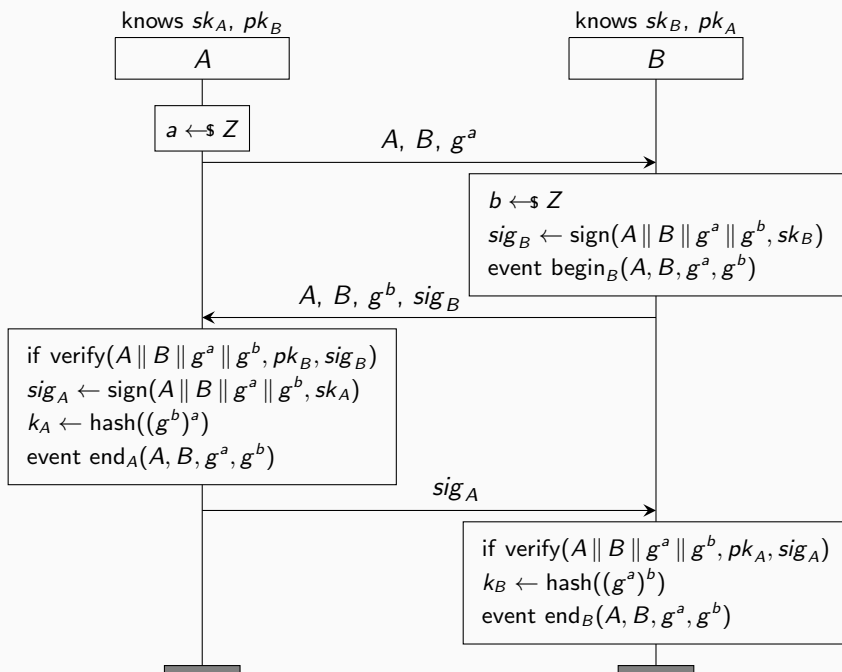 knows sk_A, pk_B
knows sk_B, pk_A
A
B
a ←$ Z
A, B, g^a
b ←$ Z
sig_B ← sign(A ∥ B ∥ g^a ∥ g^b, sk_B)
event begin_B(A, B, g^a, g^b)
A, B, g^b, sig_B
if verify(A ∥ B ∥ g^a ∥ g^b, pk_B, sig_B)
sig_A ← sign(A ∥ B ∥ g^a ∥ g^b, sk_A)
k_A ← hash((g^b)^a)
event end_A(A, B, g^a, g^b)
sig_A
if verify(A ∥ B ∥ g^a ∥ g^b, pk_A, sig_A)
k_B ← hash((g^a)^b)
event end_B(A, B, g^a, g^b)